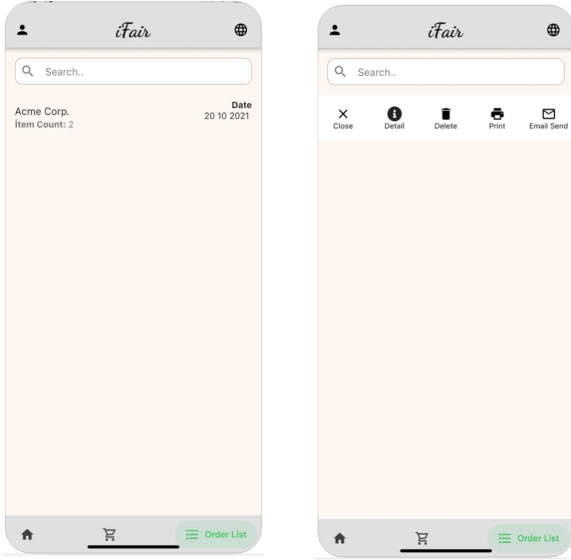 iFair
Search..
Acme Corp.
Date
İtem Count: 2
20 10 2021
Order List
iFair
Search..
Close
Detail
Delete
Print
Email Send
Order List